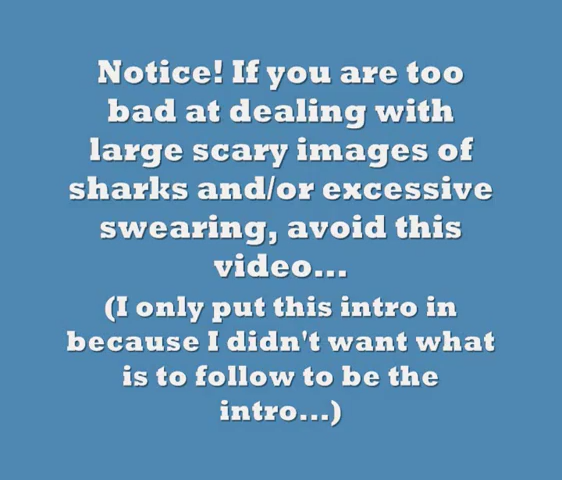 Notice! If you are too
bad at dealing with
large scary images of
sharks and/or excessive
swearing, avoid this
video...
(I only put this intro in
because I didn't want what
is to follow to be the
intro...)